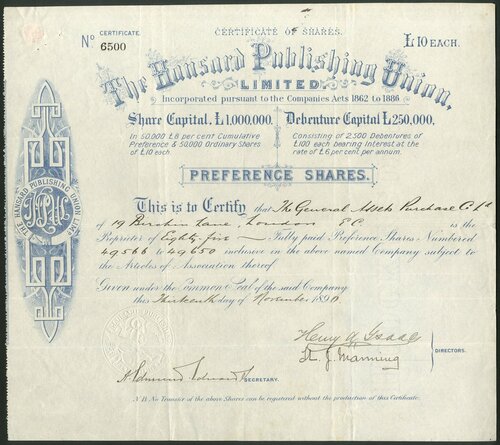 CERTIFICATE OF SHARES.
No CERTIFICATE 6500
£10 EACH.
The Hansard Publishing Union,
LIMITED.
Incorporated pursuant to the Companies Acts 1862 to 1886.
Share Capital, £1,000,000.
In 50,000 £8 per cent Cumulative
Preference & 50,000 Ordinary Shares
of £10 each.
Debenture Capital £250,000.
Consisting of 2,500 Debentures of
£100 each bearing interest at the
rate of £6 per cent, per annum.
PREFERENCE SHARES.
This is to Certify that The General Assets Purchase Co. Ld
of 19 Birchin Lane, London E.C. is the
Proprietor of Eighty five Fully paid Preference Shares Numbered
49566 to 49650 inclusive in the above named Company subject to
the Articles of Association thereof.
Given under the Common Seal of the said Company
this Thirteenth day of November 1890.
Henry A. Isaacs
J. Manning
DIRECTORS.
SECRETARY.
N.B. No Transfer of the above Shares can be registered without the production of this Certificate.
THE HANSARD PUBLISHING UNION LIMITED